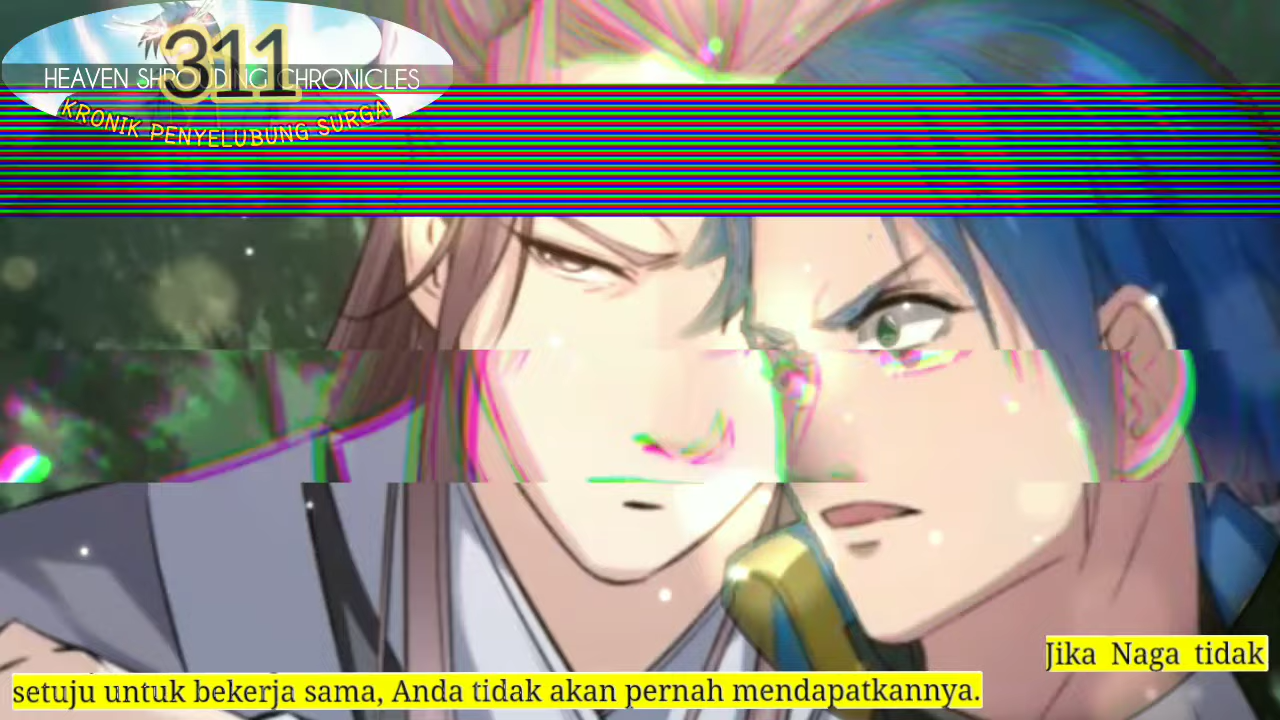 311
HEAVEN SHROUDING CHRONICLES
KRONIK PENYELUBUNG SURGA
Jika Naga tidak
setuju untuk bekerja sama, Anda tidak akan pernah mendapatkannya.